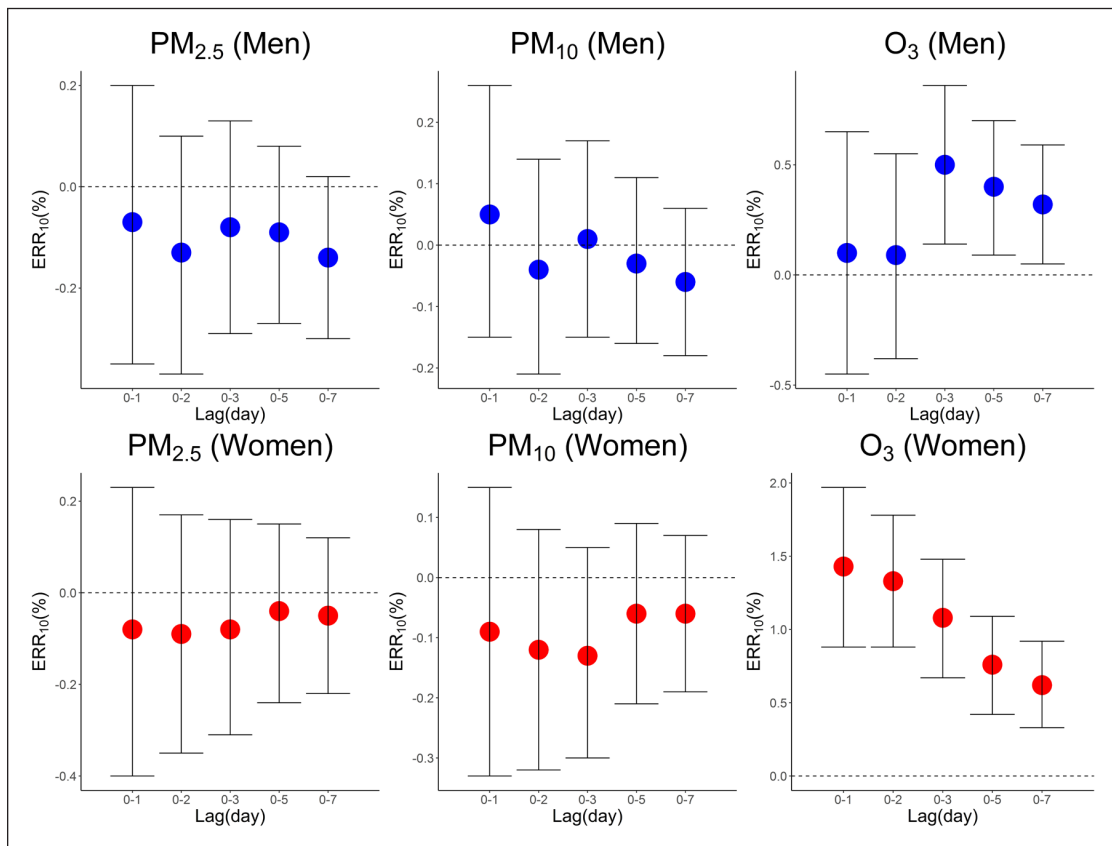 PM2.5 (Men)
0.2
0.0
-0.2
ERR10(%)
0-1 0-2 0-3 0-5 0-7
Lag(day)
PM10 (Men)
0.2
0.1
0.0
-0.1
-0.2
ERR10(%)
0-1 0-2 0-3 0-5 0-7
Lag(day)
O3 (Men)
0.5
0.0
-0.5
ERR10(%)
0-1 0-2 0-3 0-5 0-7
Lag(day)
PM2.5 (Women)
0.2
0.0
-0.2
-0.4
ERR10(%)
0-1 0-2 0-3 0-5 0-7
Lag(day)
PM10 (Women)
0.1
0.0
-0.1
-0.2
-0.3
ERR10(%)
0-1 0-2 0-3 0-5 0-7
Lag(day)
O3 (Women)
2.0
1.5
1.0
0.5
0.0
ERR10(%)
0-1 0-2 0-3 0-5 0-7
Lag(day)